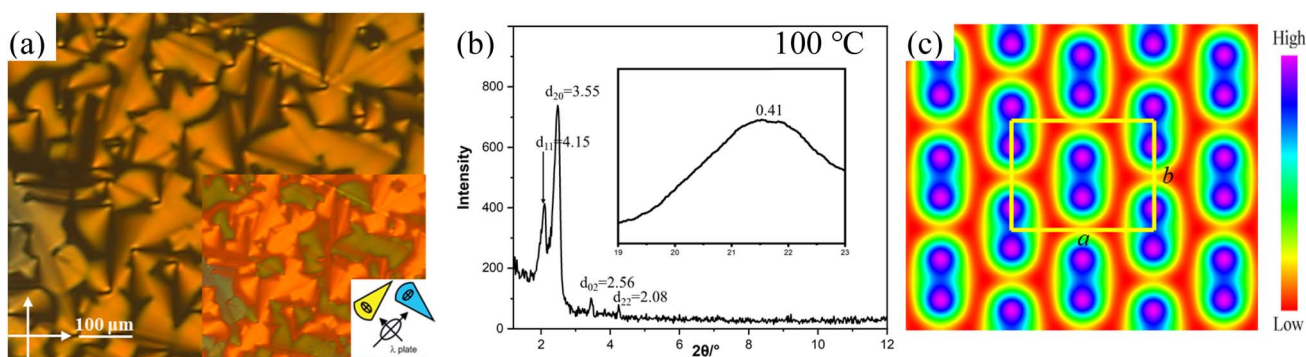 (a)
100 μm
λ plate
(b)
100 ℃
Intensity
800
600
400
200
0
d₂₀=3.55
d₁₁=4.15
d₀₂=2.56
d₂₂=2.08
0.41
19 20 21 22 23
2 4 6 8 10 12
2θ/°
(c)
a
b
High
Low